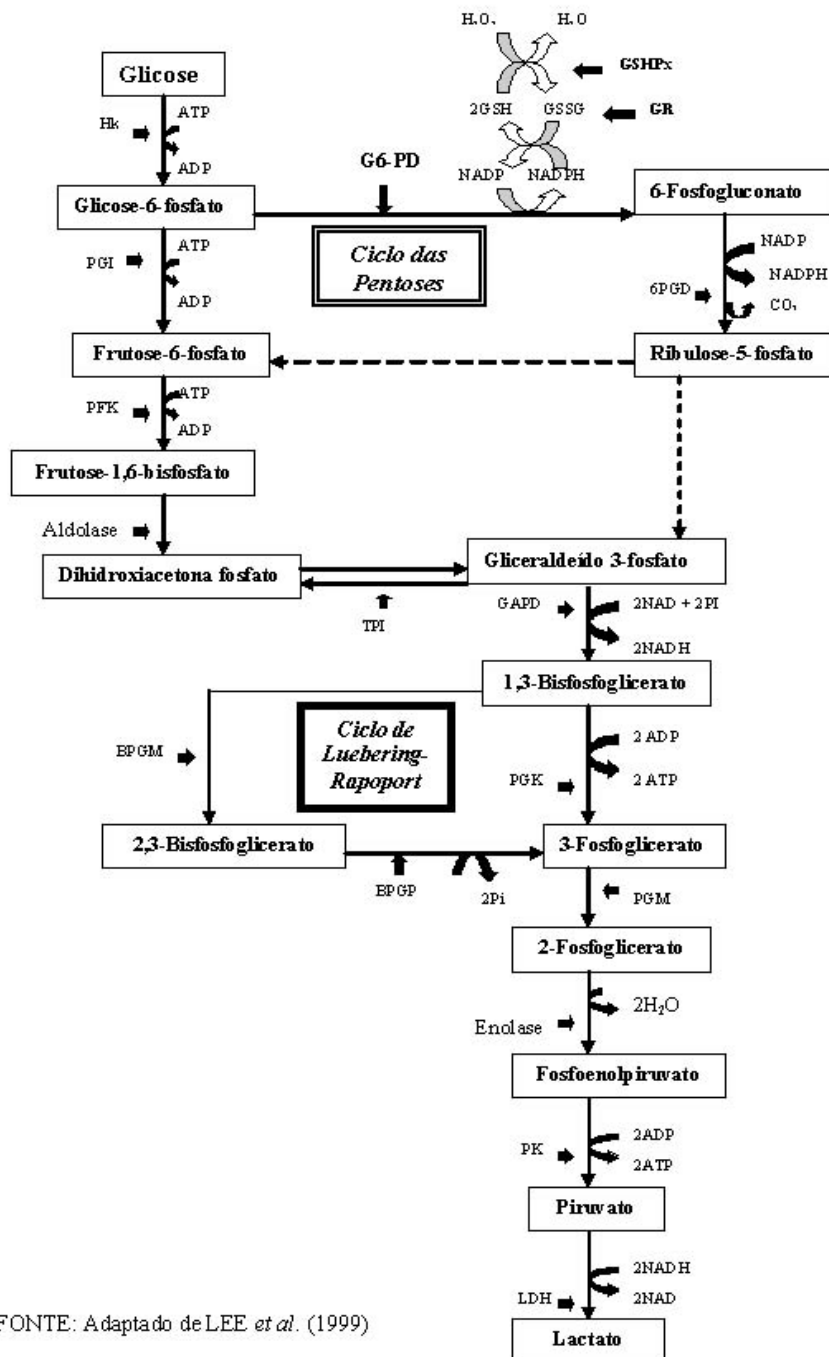 H₂O₂ H₂O
GSHPx
Glicose
2GSH GSSG
GR
Hk
ATP
ADP
G6-PD
NADP NADPH
Glicose-6-fosfato
6-Fosfogluconato
PGI
ATP
ADP
Ciclo das
Pentoses
NADP
NADPH
6PGD
CO₂
Frutose-6-fosfato
Ribulose-5-fosfato
PFK
ATP
ADP
Frutose-1,6-bisfosfato
Aldolase
Dihidroxiacetona fosfato
Gliceraldeído 3-fosfato
TPI
GAPD
2NAD + 2PI
2NADH
1,3-Bisfosfoglicerato
Ciclo de
Luebering-
Rapoport
BPGM
2 ADP
2 ATP
PGK
2,3-Bisfosfoglicerato
3-Fosfoglicerato
BPGP
2Pi
PGM
2-Fosfoglicerato
2H₂O
Enolase
Fosfoenolpiruvato
PK
2ADP
2ATP
Piruvato
2NADH
2NAD
LDH
FONTE: Adaptado de LEE et al. (1999)
Lactato